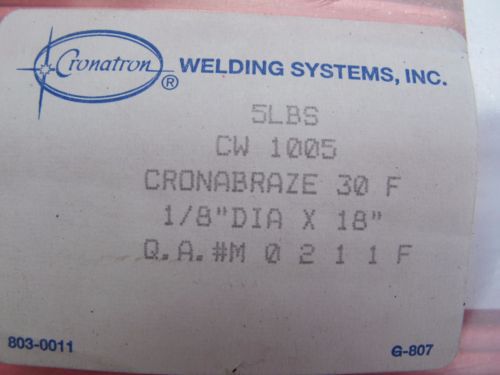 Cronatron ® WELDING SYSTEMS, INC.
5LBS
CW 1005
CRONABRAZE 30 F
1/8"DIA X 18"
Q.A.#M 0 2 1 1 F
803-0011 G-807